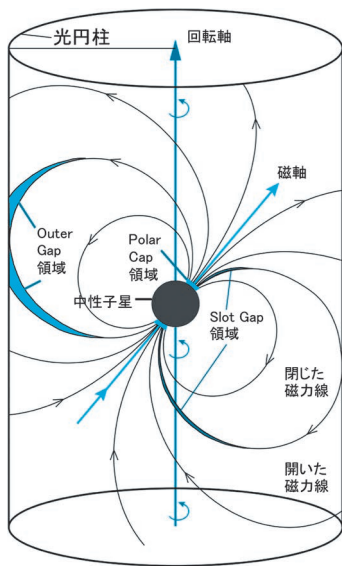 光円柱
回転軸
磁軸
Outer
Gap
領域
Polar
Cap
領域
中性子星
Slot Gap
領域
閉じた
磁力線
開いた
磁力線